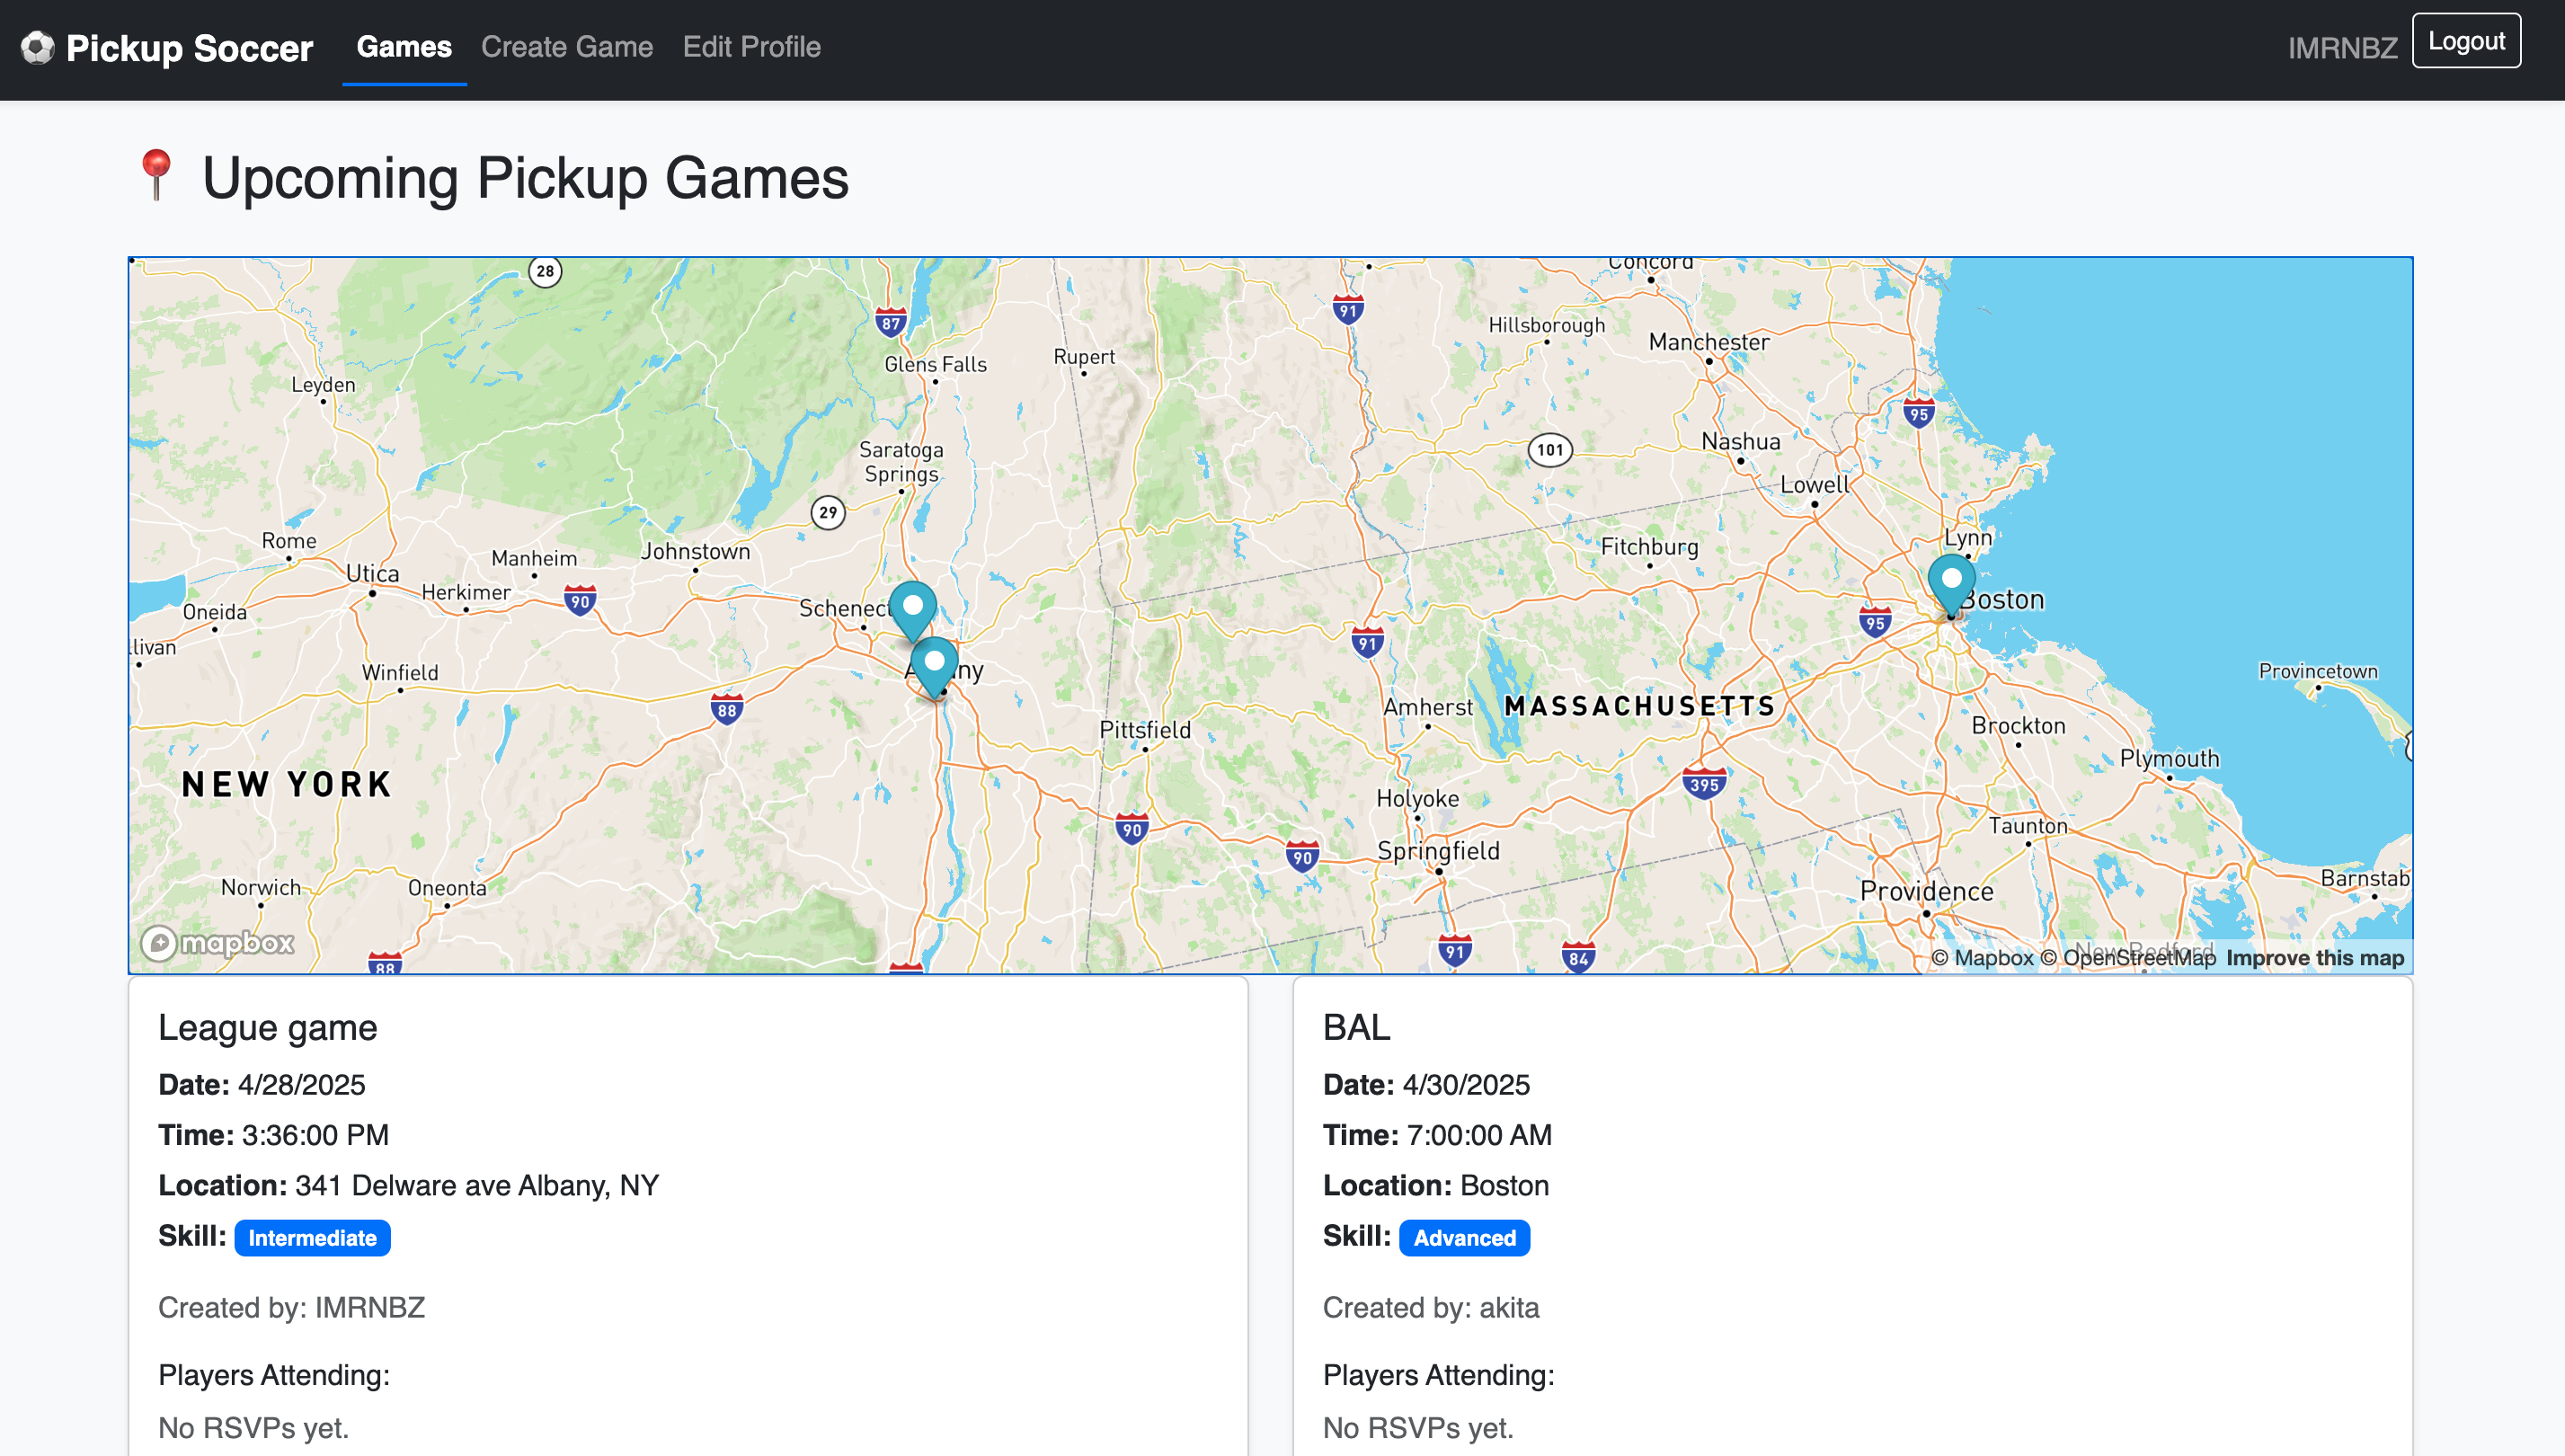 Pickup Soccer Games Create Game Edit Profile IMRNBZ Logout
Upcoming Pickup Games
28
87
91
Concord
Hillsborough
Manchester
Glens Falls
Rupert
Leyden
95
Saratoga
Springs
101
Nashua
Lowell
29
Rome
Manheim
Johnstown
Fitchburg
Lynn
Utica
Herkimer
90
Oneida
Schenect
Boston
95
91
llivan
Winfield
A ny
Provincetown
88
Amherst
MASSACHUSETTS
Pittsfield
Brockton
Plymouth
NEW YORK
395
Holyoke
90
Taunton
Springfield
90
Norwich
Oneonta
Providence
Barnstab
mapbox
88
91
84
New Bedford
© Mapbox © OpenStreetMap Improve this map
League game
Date: 4/28/2025
Time: 3:36:00 PM
Location: 341 Delware ave Albany, NY
Skill: Intermediate
Created by: IMRNBZ
Players Attending:
No RSVPs yet.
BAL
Date: 4/30/2025
Time: 7:00:00 AM
Location: Boston
Skill: Advanced
Created by: akita
Players Attending:
No RSVPs yet.